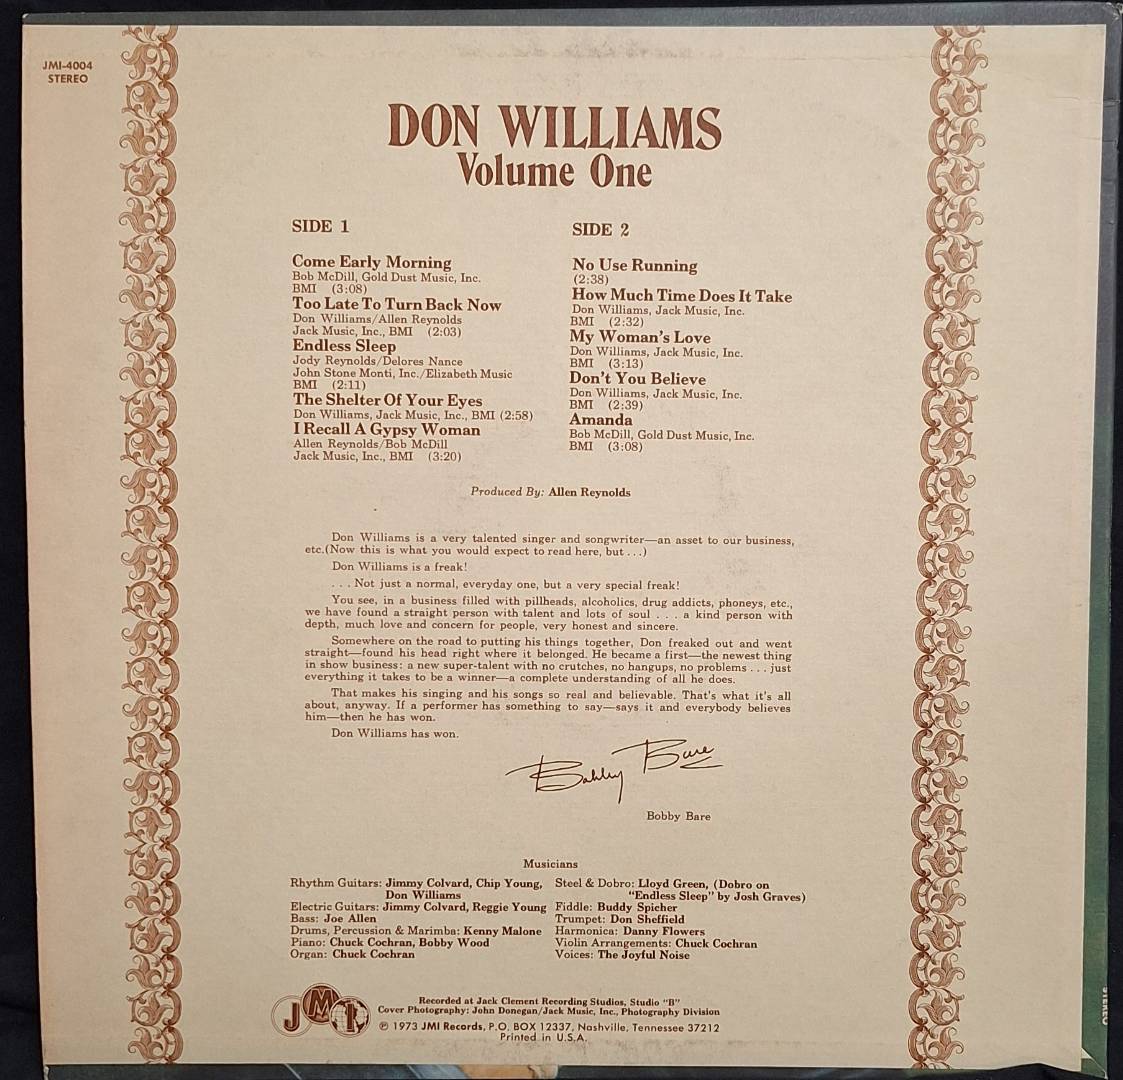 JMI-4004
STEREO
DON WILLIAMS
Volume One
SIDE 1
Come Early Morning
Bob McDill, Gold Dust Music, Inc.
BMI (3:08)
Too Late To Turn Back Now
Don Williams/Allen Reynolds
Jack Music, Inc., BMI (2:03)
Endless Sleep
Jody Reynolds/Delores Nance
John Stone Monti, Inc./Elizabeth Music
BMI (2:11)
The Shelter Of Your Eyes
Don Williams, Jack Music, Inc., BMI (2:58)
I Recall A Gypsy Woman
Allen Reynolds/Bob McDill
Jack Music, Inc., BMI (3:20)
SIDE 2
No Use Running
(2:38)
How Much Time Does It Take
Don Williams, Jack Music, Inc.
BMI (2:32)
My Woman's Love
Don Williams, Jack Music, Inc.
BMI (3:13)
Don't You Believe
Don Williams, Jack Music, Inc.
BMI (2:39)
Amanda
Bob McDill, Gold Dust Music, Inc.
BMI (3:08)
Produced By: Allen Reynolds
Don Williams is a very talented singer and songwriter—an asset to our business,
etc.(Now this is what you would expect to read here, but . . .)
Don Williams is a freak!
. . . Not just a normal, everyday one, but a very special freak!
You see, in a business filled with pillheads, alcoholics, drug addicts, phoneys, etc.,
we have found a straight person with talent and lots of soul . . . a kind person with
depth, much love and concern for people, very honest and sincere.
Somewhere on the road to putting his things together, Don freaked out and went
straight—found his head right where it belonged. He became a first—the newest thing
in show business: a new super-talent with no crutches, no hangups, no problems . . . just
everything it takes to be a winner—a complete understanding of all he does.
That makes his singing and his songs so real and believable. That's what it's all
about, anyway. If a performer has something to say—says it and everybody believes
him—then he has won.
Don Williams has won.
Bobby Bare
Bobby Bare
Musicians
Rhythm Guitars: Jimmy Colvard, Chip Young,
Don Williams
Electric Guitars: Jimmy Colvard, Reggie Young
Bass: Joe Allen
Drums, Percussion & Marimba: Kenny Malone
Piano: Chuck Cochran, Bobby Wood
Organ: Chuck Cochran
Steel & Dobro: Lloyd Green, (Dobro on
"Endless Sleep" by Josh Graves)
Fiddle: Buddy Spicher
Trumpet: Don Sheffield
Harmonica: Danny Flowers
Violin Arrangements: Chuck Cochran
Voices: The Joyful Noise
JMI
Recorded at Jack Clement Recording Studios, Studio "B"
Cover Photography: John Donegan/Jack Music, Inc., Photography Division
℗ 1973 JMI Records, P.O. BOX 12337, Nashville, Tennessee 37212
Printed in U.S.A.
STEREO